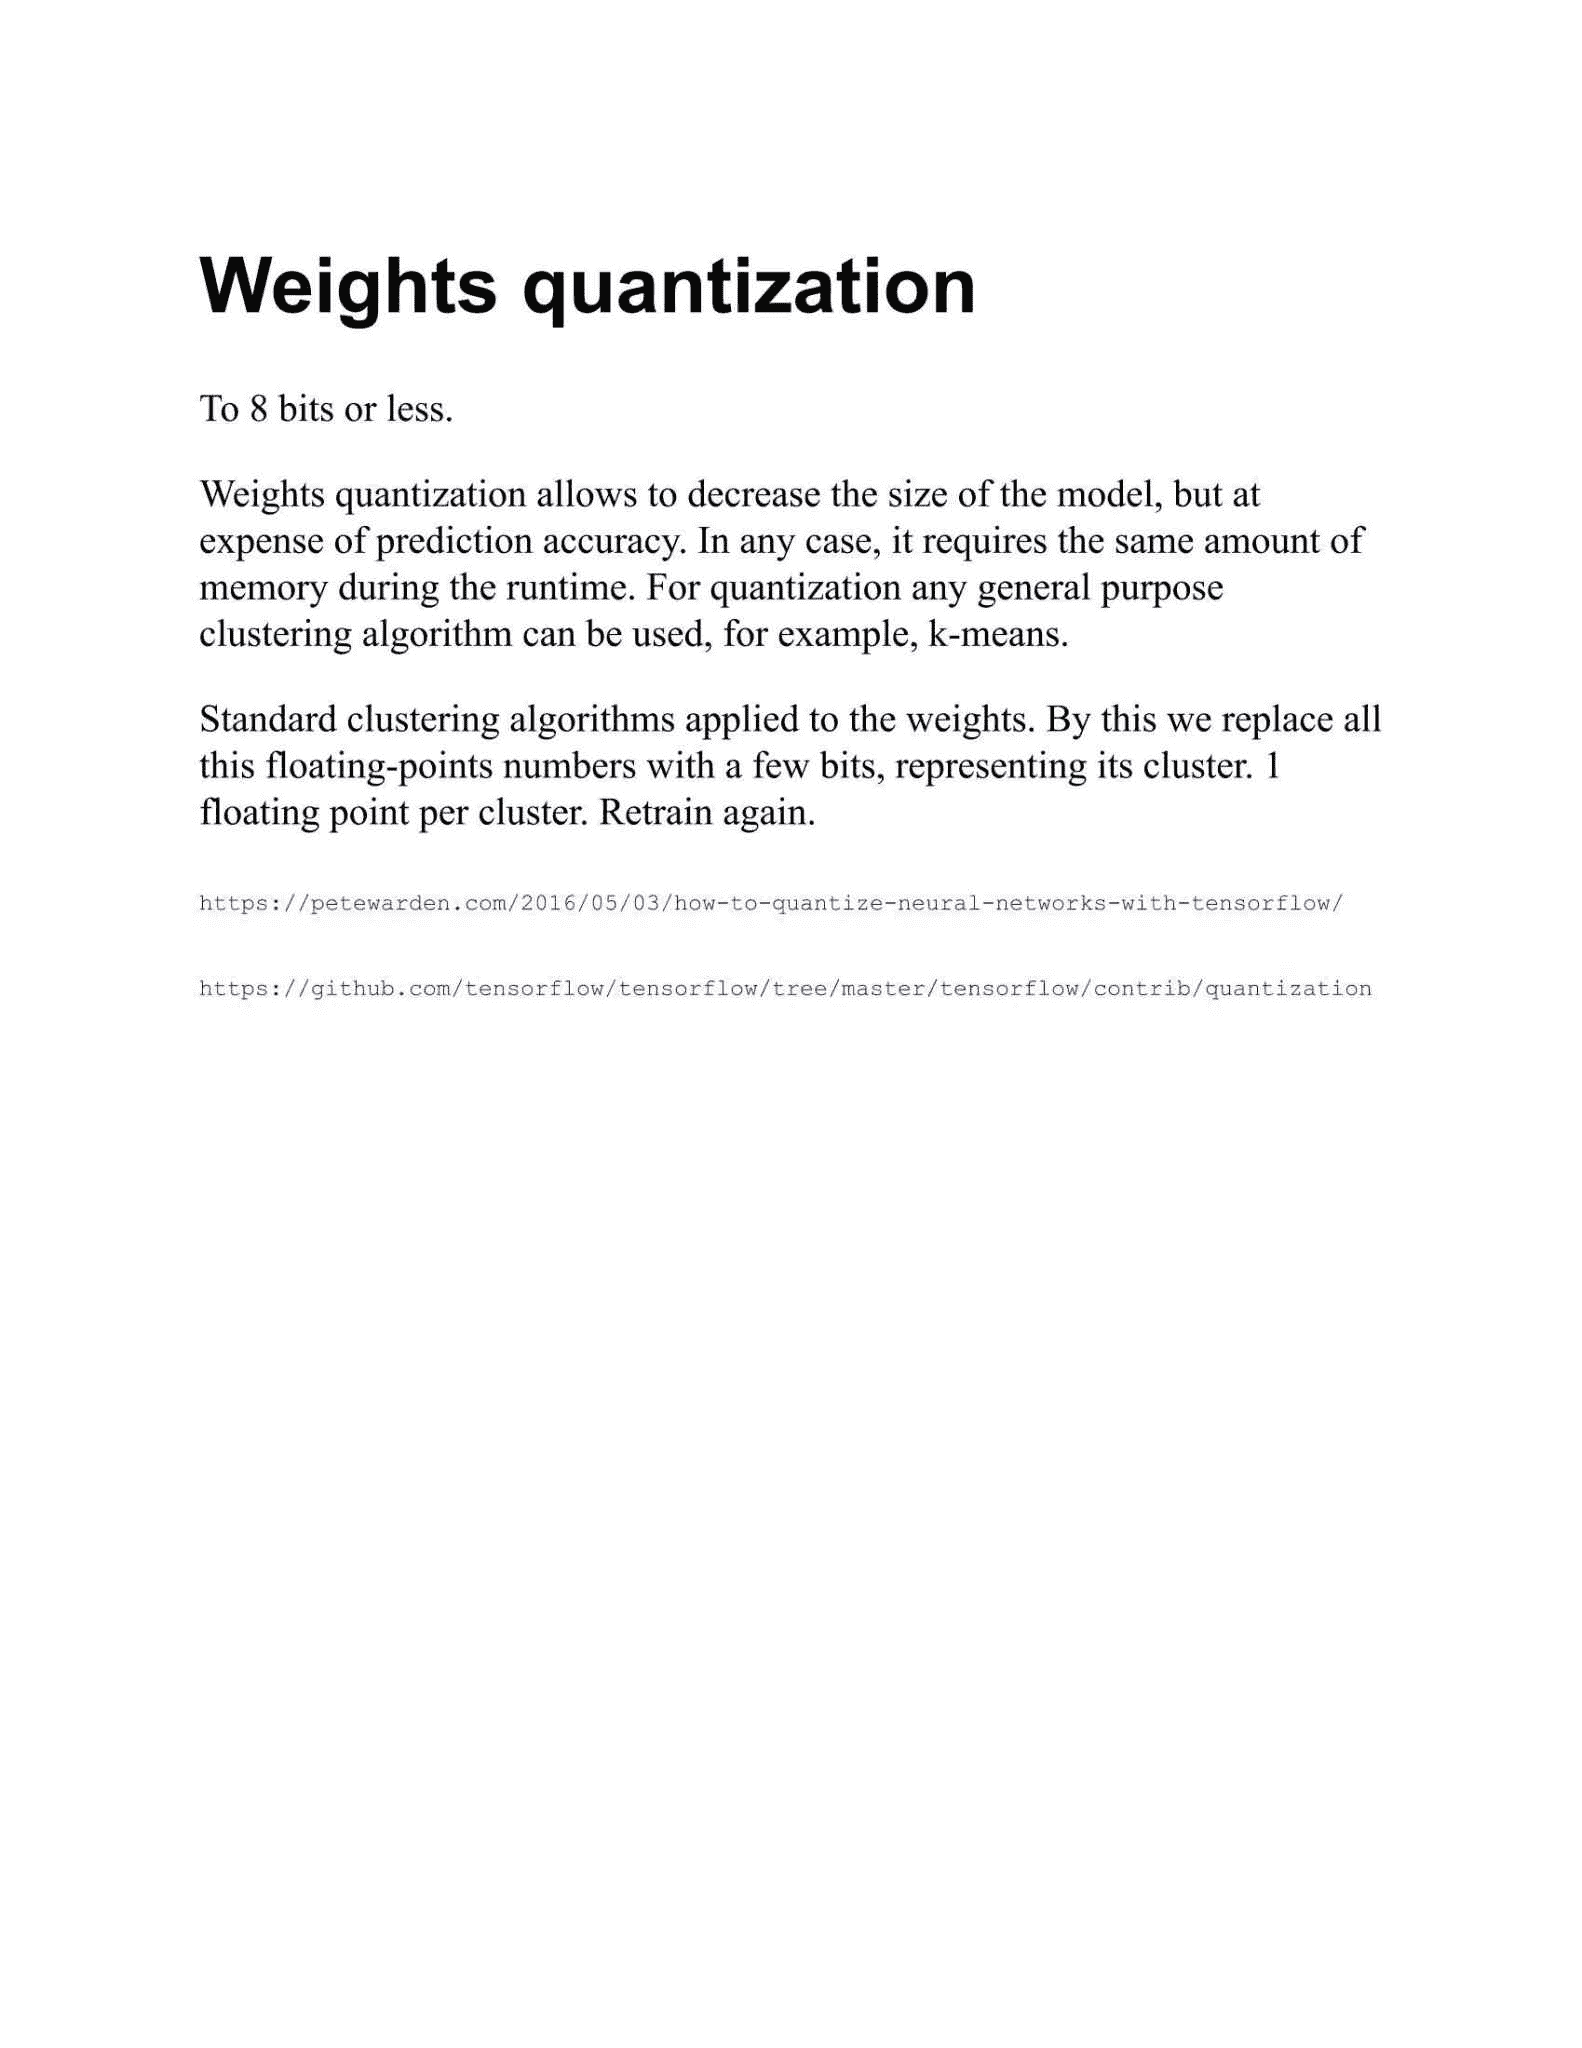 Weights quantization
To 8 bits or less.
Weights quantization allows to decrease the size of the model, but at
expense of prediction accuracy. In any case, it requires the same amount of
memory during the runtime. For quantization any general purpose
clustering algorithm can be used, for example, k-means.
Standard clustering algorithms applied to the weights. By this we replace all
this floating-points numbers with a few bits, representing its cluster. 1
floating point per cluster. Retrain again.
https://petewarden.com/2016/05/03/how-to-quantize-neural-networks-with-tensorflow/
https://github.com/tensorflow/tensorflow/tree/master/tensorflow/contrib/quantization